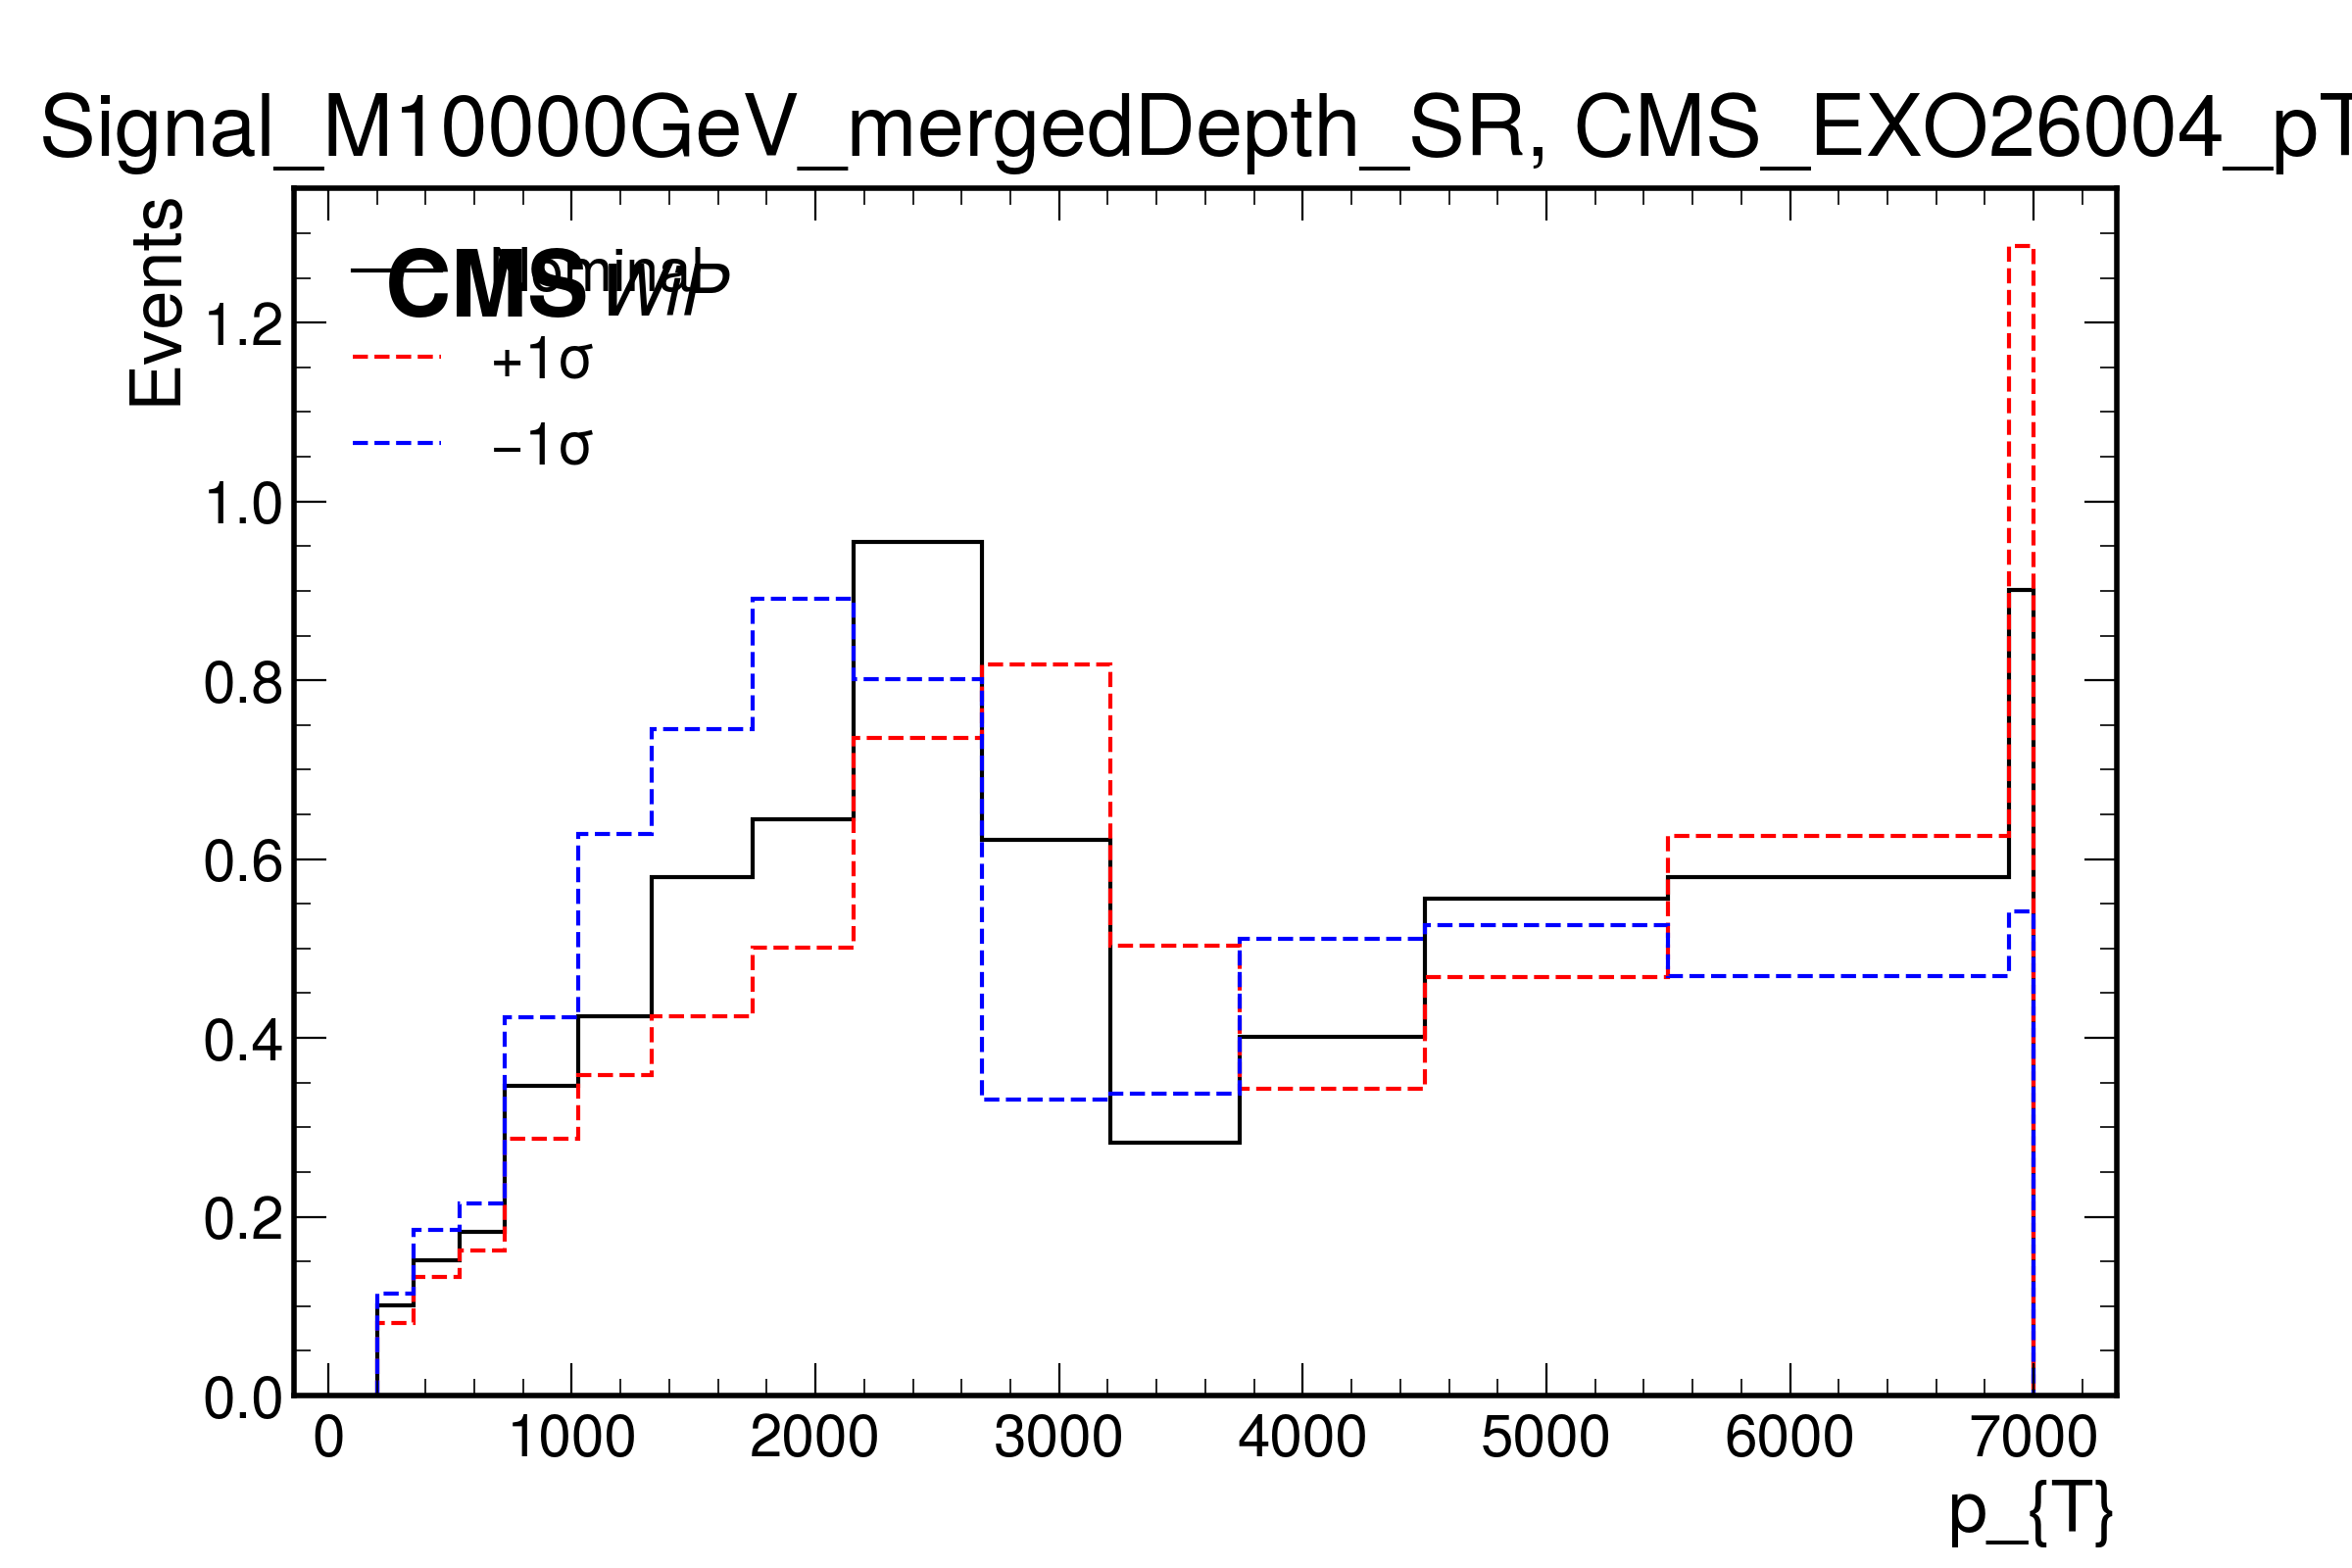 Signal_M10000GeV_mergedDepth_SR, CMS_EXO26004_pT
Events
CMS WiP
Nominal
+1σ
−1σ
1.2
1.0
0.8
0.6
0.4
0.2
0.0
0 1000 2000 3000 4000 5000 6000 7000
p_{T}